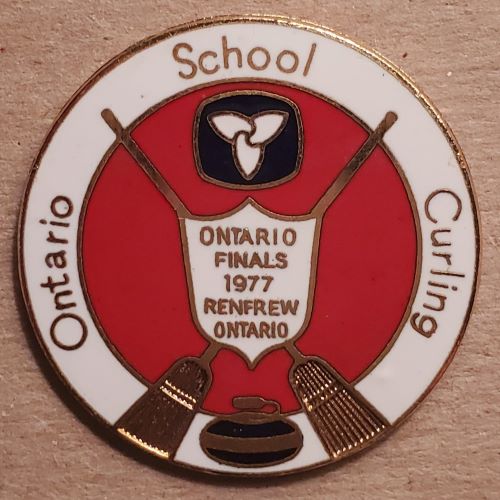 Ontario School Curling
ONTARIO
FINALS
1977
RENFREW
ONTARIO